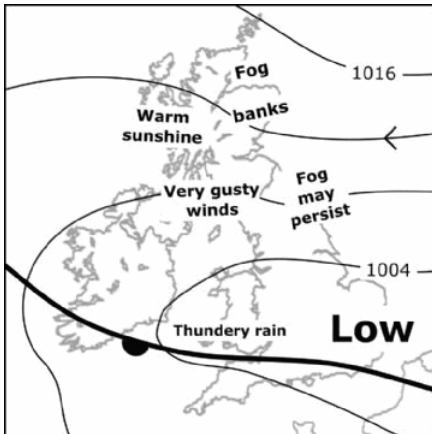 Fog
1016
banks
Warm
sunshine
Fog
may
persist
Very gusty
winds
1004
Thundery rain
Low